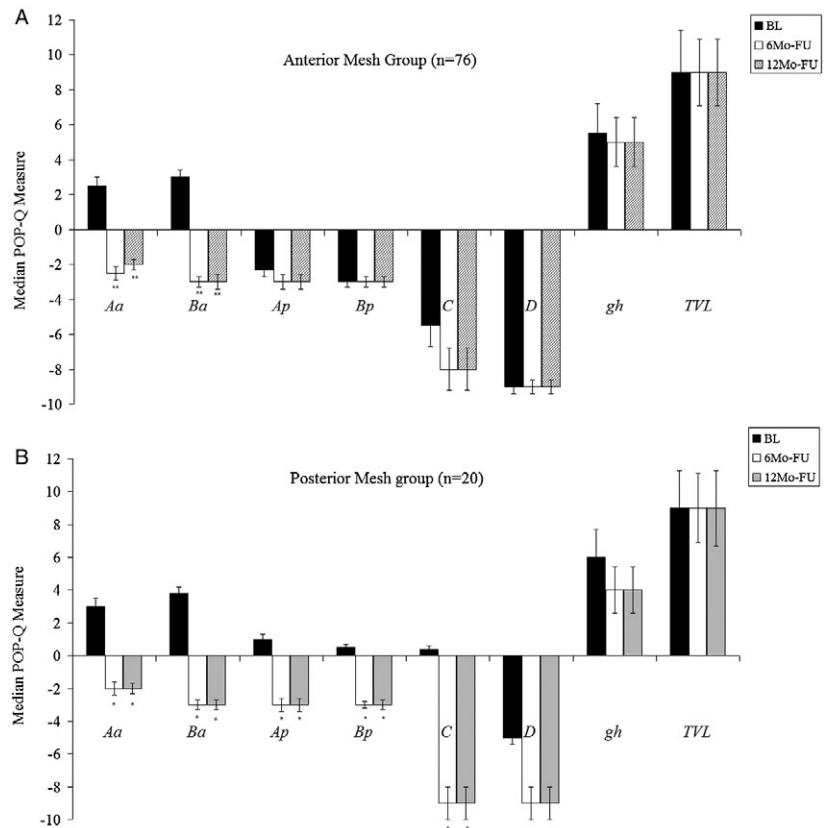 A
12
10
8
6
4
2
0
-2
-4
-6
-8
-10
Median POP-Q Measure
Anterior Mesh Group (n=76)
BL
6Mo-FU
12Mo-FU
** ** ** **
Aa Ba Ap Bp C D gh TVL
B
12
10
8
6
4
2
0
-2
-4
-6
-8
-10
Median POP-Q Measure
Posterior Mesh group (n=20)
BL
6Mo-FU
12Mo-FU
* * * * * * * *
Aa Ba Ap Bp C D gh TVL
* *